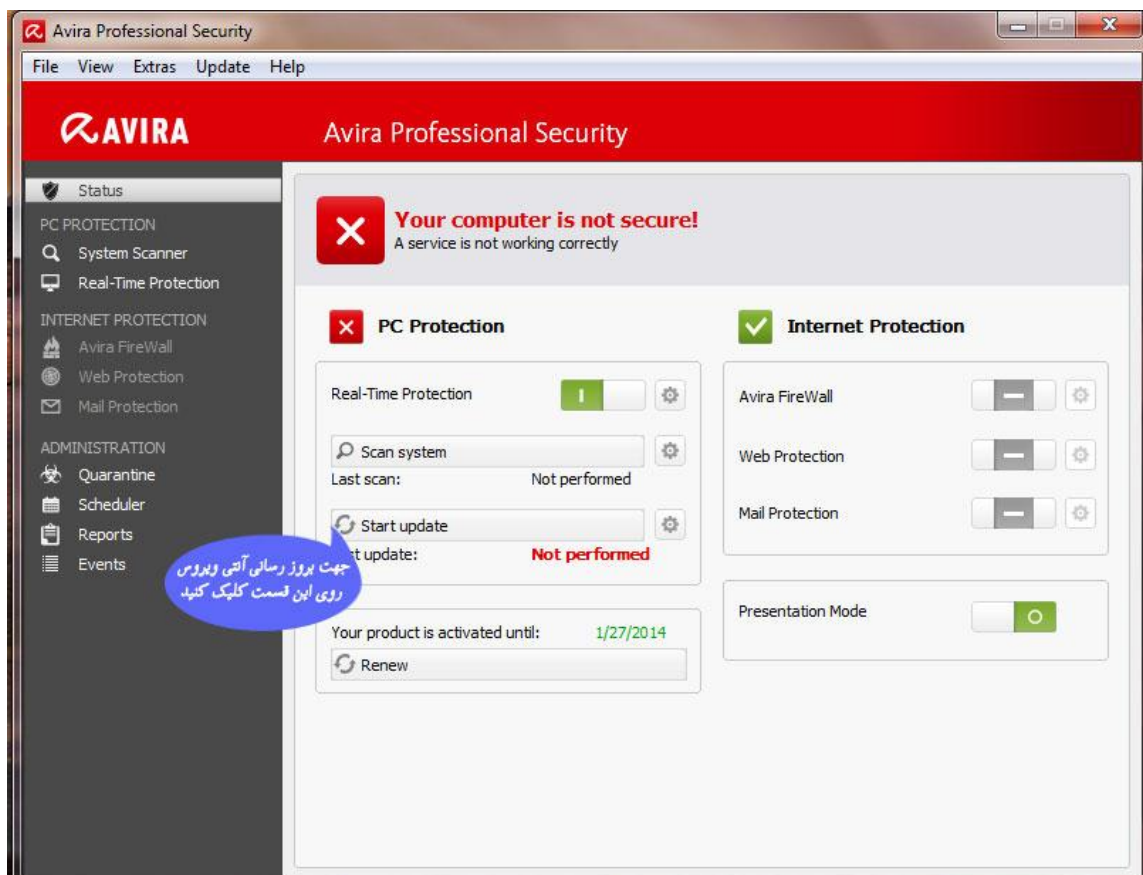 Avira Professional Security
File View Extras Update Help
AVIRA
Avira Professional Security
Status
PC PROTECTION
System Scanner
Real-Time Protection
INTERNET PROTECTION
Avira FireWall
Web Protection
Mail Protection
ADMINISTRATION
Quarantine
Scheduler
Reports
Events
Your computer is not secure!
A service is not working correctly
PC Protection
Real-Time Protection
Scan system
Last scan: Not performed
Start update
update: Not performed
جهت بروز رسانی آنتی ویروس
روی این قسمت کلیک کنید
Your product is activated until: 1/27/2014
Renew
Internet Protection
Avira FireWall
Web Protection
Mail Protection
Presentation Mode